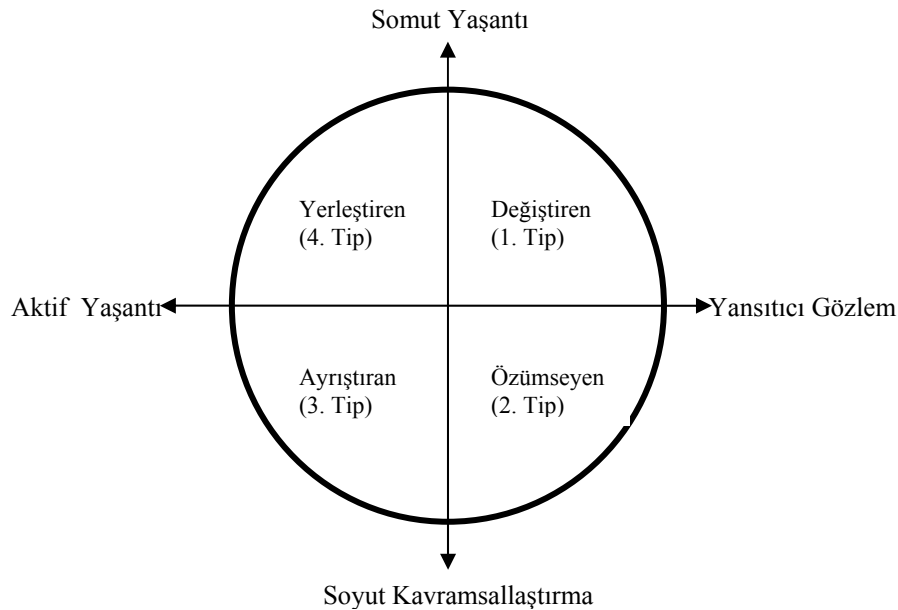 Somut Yaşantı
Yerleştiren
(4. Tip)
Değiştiren
(1. Tip)
Aktif Yaşantı
Yansıtıcı Gözlem
Ayrıştıran
(3. Tip)
Özümseyen
(2. Tip)
Soyut Kavramsallaştırma